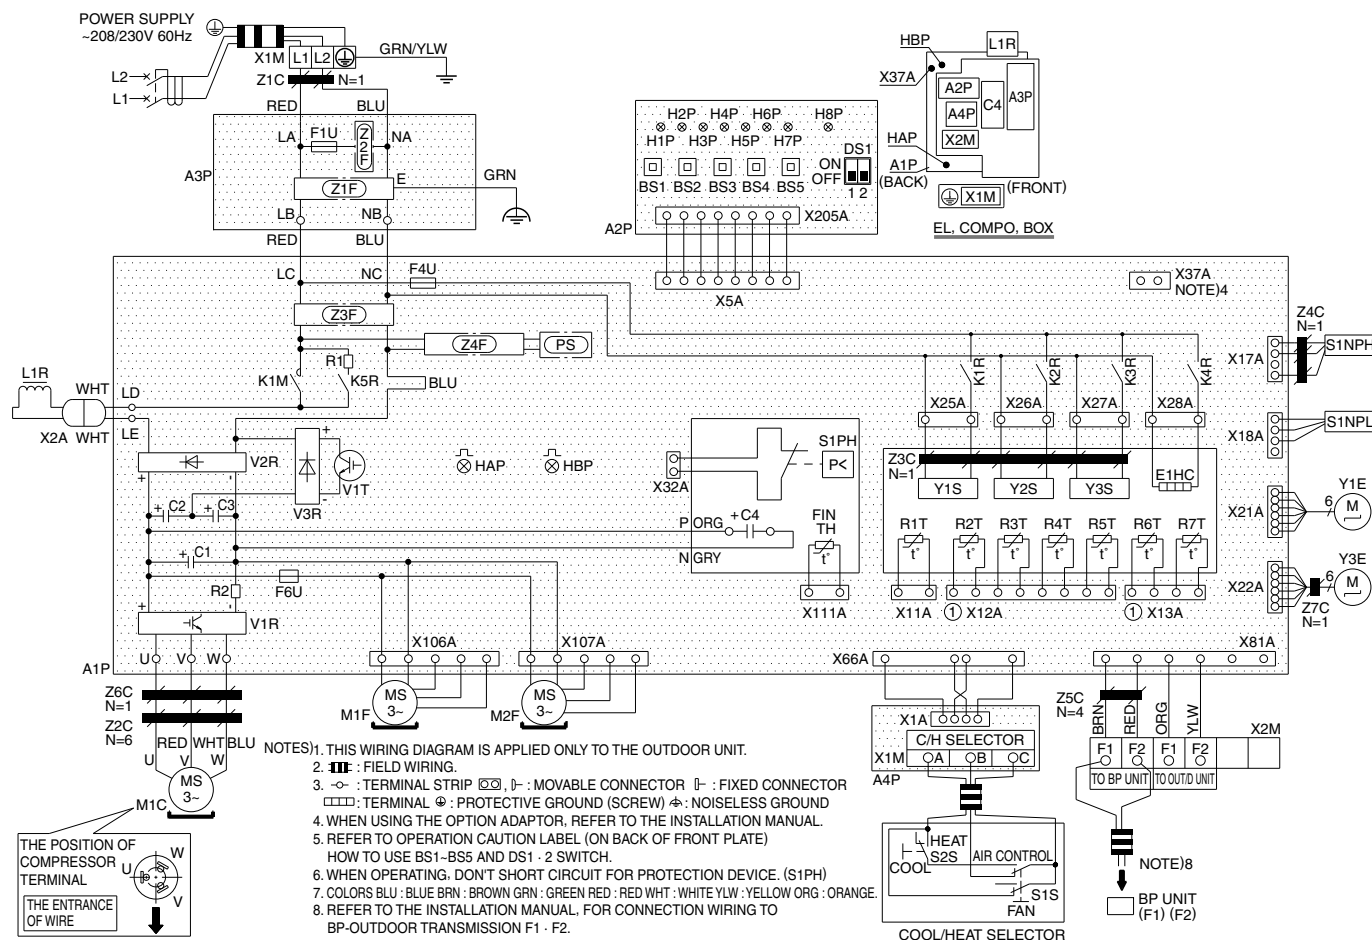 POWER SUPPLY
~208/230V 60Hz
L2
L1
X1M
L1
L2
GRN/YLW
Z1C
N=1
RED
BLU
LA
F1U
Z2F
NA
A3P
Z1F
E
GRN
LB
NB
RED
BLU
H2P H4P H6P H8P
H1P H3P H5P H7P
DS1
ON
OFF
1 2
BS1 BS2 BS3 BS4 BS5
X205A
A2P
X5A
HBP
L1R
X37A
A2P
C4
A3P
A4P
X2M
HAP
A1P
(BACK)
(FRONT)
X1M
EL, COMPO, BOX
LC
NC
F4U
X37A
NOTE)4
Z3F
Z4F
PS
R1
K1M
K5R
BLU
L1R
WHT
LD
X2A
WHT
LE
K1R
K2R
K3R
K4R
X25A
X26A
X27A
X28A
Z4C
N=1
X17A
S1NPH
X18A
S1NPL
V2R
+
-
+
-
V1T
V3R
HAP
HBP
X32A
S1PH
P<
Z3C
N=1
Y1S
Y2S
Y3S
E1HC
+
C2
+
C3
P
ORG
+
C4
N
GRY
FIN
TH
t°
R1T R2T R3T R4T R5T R6T R7T
t° t° t° t° t° t° t°
X21A
6
Y1E
M
Y3E
6
M
X22A
Z7C
N=1
+
C1
R2
F6U
+
-
V1R
X111A
X11A
1 X12A
1 X13A
U
V
W
A1P
X106A
X107A
X66A
X81A
MS
3~
M1F
MS
3~
M2F
Z6C
N=1
Z2C
N=6
RED
WHT
BLU
U
V
W
MS
3~
M1C
X1A
C/H SELECTOR
X1M
A
B
C
A4P
Z5C
N=4
BRN
RED
ORG
YLW
X2M
F1
F2
F1
F2
TO BP UNIT
TO OUT/D UNIT
NOTE)8
BP UNIT
(F1) (F2)
HEAT
S2S
COOL
AIR CONTROL
S1S
FAN
COOL/HEAT SELECTOR
THE POSITION OF
COMPRESSOR
TERMINAL
U
W
V
THE ENTRANCE
OF WIRE
NOTES)1. THIS WIRING DIAGRAM IS APPLIED ONLY TO THE OUTDOOR UNIT.
2. : FIELD WIRING.
3. : TERMINAL STRIP , : MOVABLE CONNECTOR : FIXED CONNECTOR
: TERMINAL : PROTECTIVE GROUND (SCREW) : NOISELESS GROUND
4. WHEN USING THE OPTION ADAPTOR, REFER TO THE INSTALLATION MANUAL.
5. REFER TO OPERATION CAUTION LABEL (ON BACK OF FRONT PLATE)
HOW TO USE BS1~BS5 AND DS1 · 2 SWITCH.
6. WHEN OPERATING, DON'T SHORT CIRCUIT FOR PROTECTION DEVICE. (S1PH)
7. COLORS BLU : BLUE BRN : BROWN GRN : GREEN RED : RED WHT : WHITE YLW : YELLOW ORG : ORANGE.
8. REFER TO THE INSTALLATION MANUAL, FOR CONNECTION WIRING TO
BP-OUTDOOR TRANSMISSION F1 · F2.